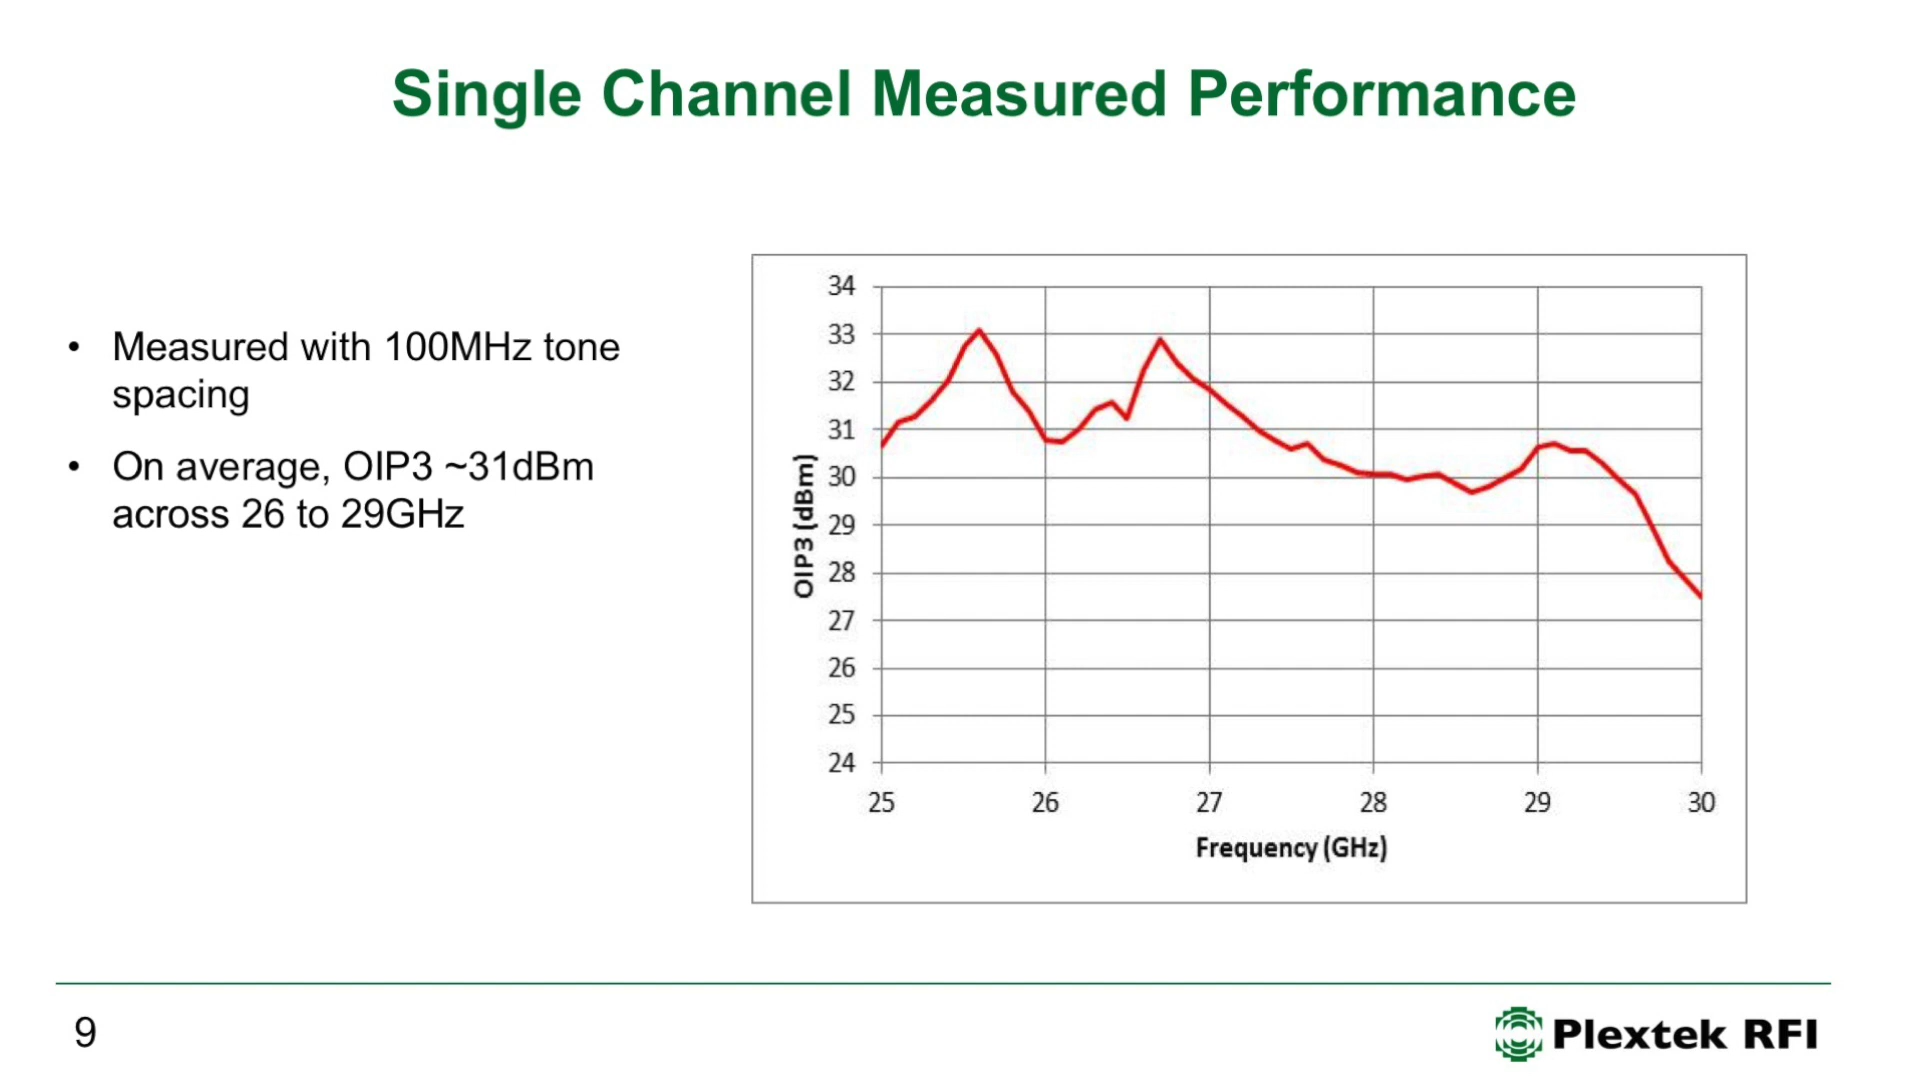 Single Channel Measured Performance
• Measured with 100MHz tone
spacing
• On average, OIP3 ~31dBm
across 26 to 29GHz
34
33
32
31
30
29
28
27
26
25
24
OIP3 (dBm)
25 26 27 28 29 30
Frequency (GHz)
9
Plextek RFI